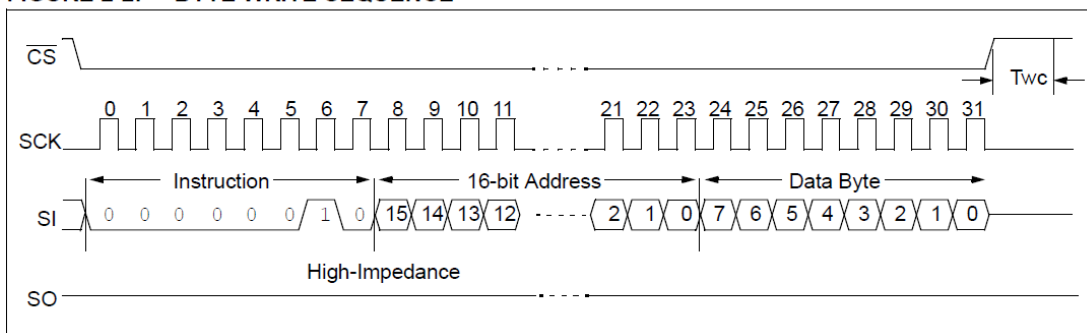 CS
Twc
0 1 2 3 4 5 6 7 8 9 10 11 21 22 23 24 25 26 27 28 29 30 31
SCK
Instruction 16-bit Address Data Byte
SI 0 0 0 0 0 0 1 0 15 14 13 12 2 1 0 7 6 5 4 3 2 1 0
High-Impedance
SO